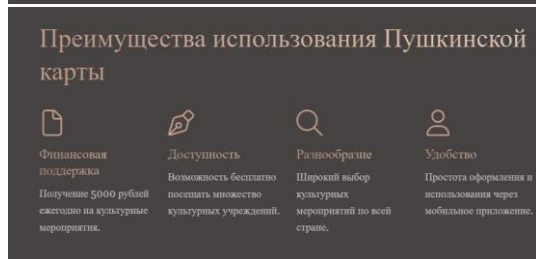 Преимущества использования Пушкинской
карты
Финансовая
поддержка
Получение 5000 рублей
ежегодно на культурные
мероприятия.
Доступность
Возможность бесплатно
посещать множество
культурных учреждений.
Разнообразие
Широкий выбор
культурных
мероприятий по всей
стране.
Удобство
Простота оформления и
использования через
мобильное приложение.